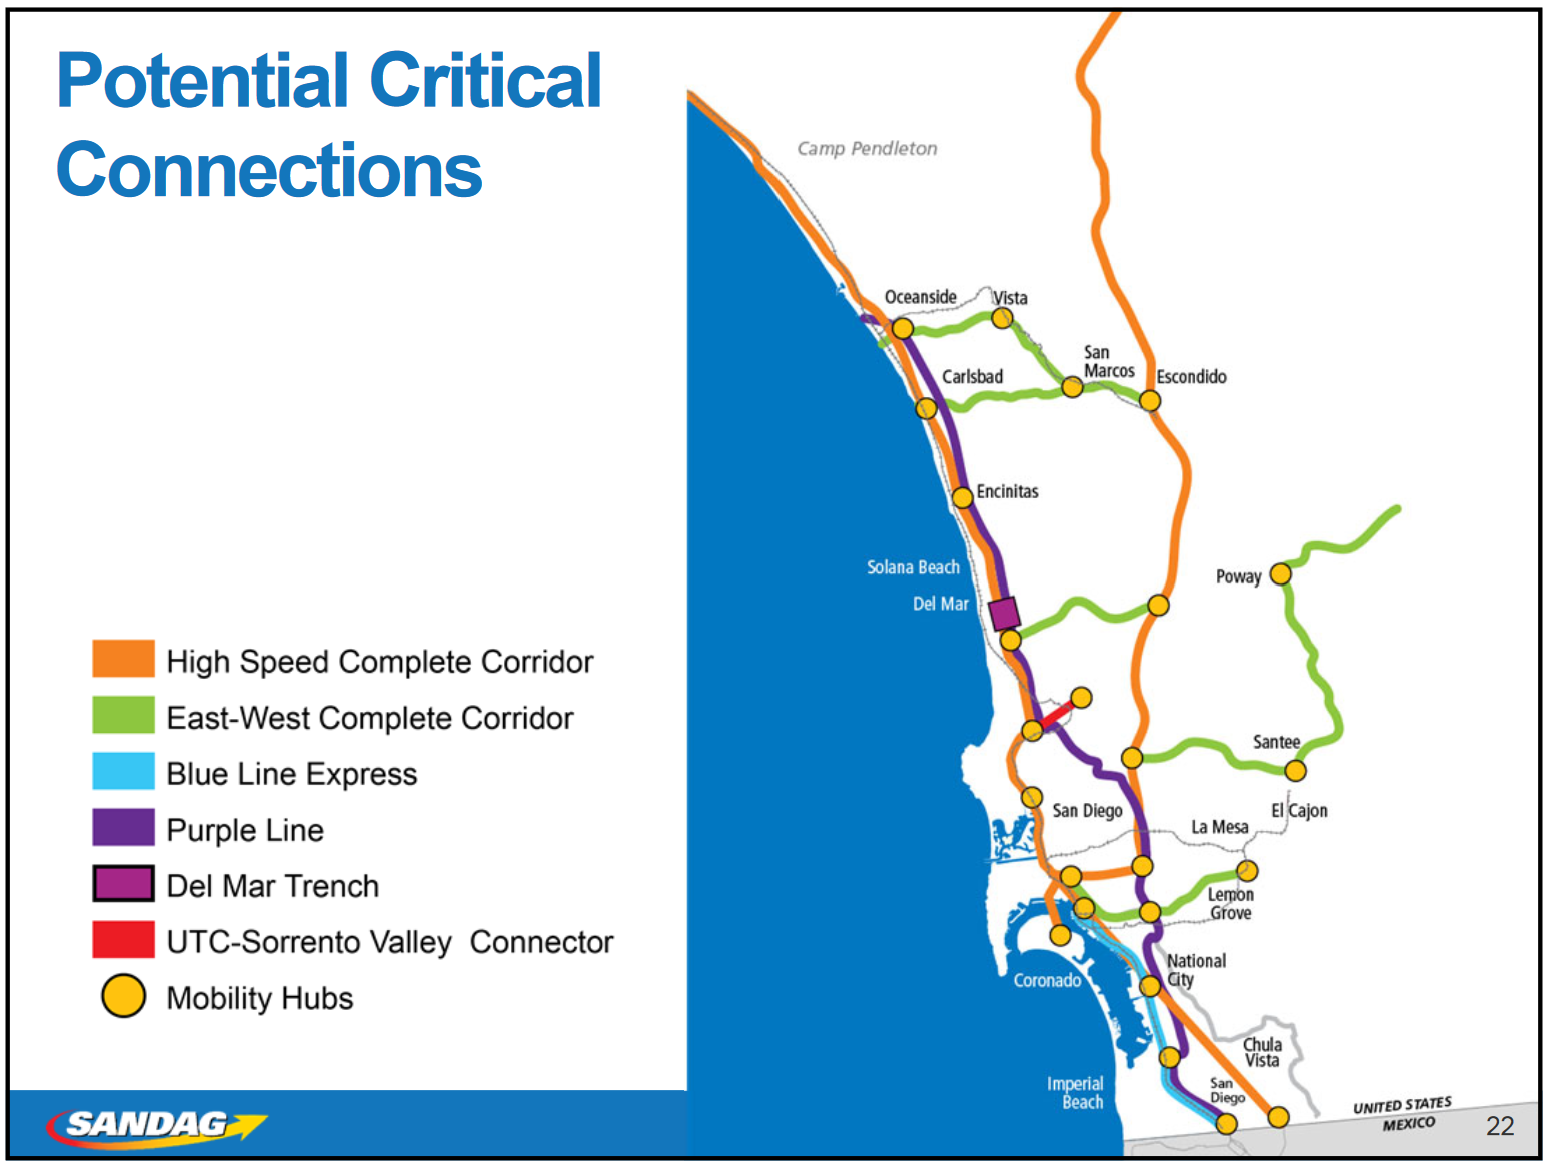 Potential Critical
Connections
Camp Pendleton
Oceanside
Vista
San
Marcos
Carlsbad
Escondido
Encinitas
Solana Beach
Del Mar
Poway
Santee
San Diego
El Cajon
La Mesa
Lemon
Grove
National
City
Coronado
Chula
Vista
Imperial
Beach
San
Diego
UNITED STATES
MEXICO
High Speed Complete Corridor
East-West Complete Corridor
Blue Line Express
Purple Line
Del Mar Trench
UTC-Sorrento Valley  Connector
Mobility Hubs
SANDAG
22